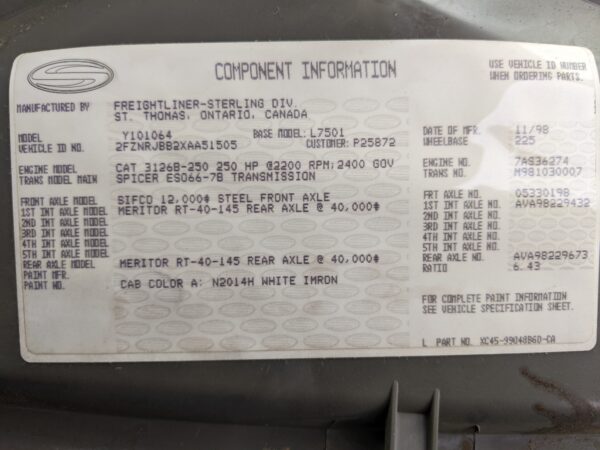 COMPONENT INFORMATION
USE VEHICLE ID NUMBER
WHEN ORDERING PARTS.
MANUFACTURED BY FREIGHTLINER-STERLING DIV.
ST. THOMAS, ONTARIO, CANADA
MODEL Y101064 BASE MODEL: L7501 DATE OF MFR. 11/98
VEHICLE ID NO. 2FZNRJBB2XAA51505 CUSTOMER: P25872 WHEELBASE 225
ENGINE MODEL CAT 3126B-250 250 HP @2200 RPM; 2400 GOV ENGINE NO. 7AS36274
TRANS MODEL MAIN SPICER ES066-7B TRANSMISSION TRANS NO. M981030007
FRONT AXLE MODEL SIFCO 12,000# STEEL FRONT AXLE FRT AXLE NO. 05330198
1ST INT AXLE MODEL MERITOR RT-40-145 REAR AXLE @ 40,000# 1ST INT AXLE NO. AVA98229432
2ND INT AXLE MODEL 2ND INT AXLE NO.
3RD INT AXLE MODEL 3RD INT AXLE NO.
4TH INT AXLE MODEL 4TH INT AXLE NO.
5TH INT AXLE MODEL 5TH INT AXLE NO.
REAR AXLE MODEL MERITOR RT-40-145 REAR AXLE @ 40,000# REAR AXLE NO. AVA98229673
PAINT MFR. RATIO 6.43
PAINT NO. CAB COLOR A: N2014H WHITE IMRON
FOR COMPLETE PAINT INFORMATION
SEE VEHICLE SPECIFICATION SHEET.
L PART NO. XC45-99048B6D-CA